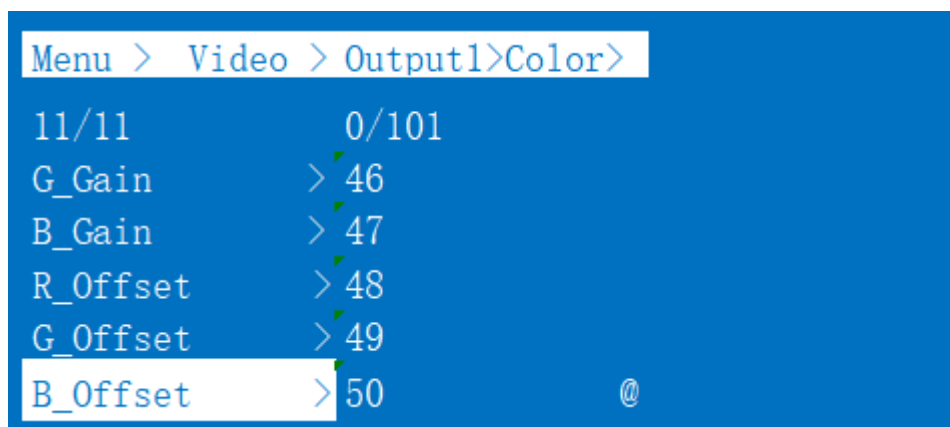 Menu > Video > Output1>Color>
11/11 0/101
G_Gain > 46
B_Gain > 47
R_Offset > 48
G_Offset > 49
B_Offset > 50 @